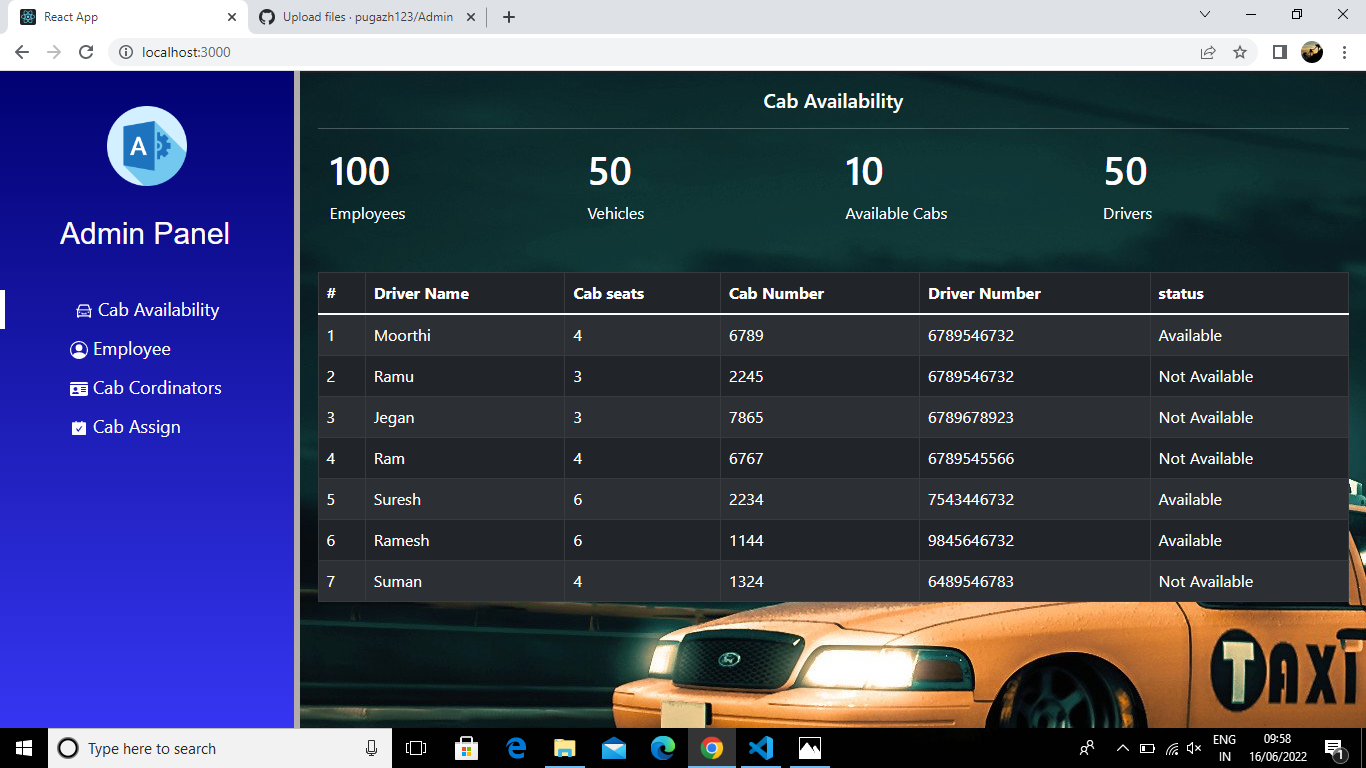 React App
Upload files · pugazh123/Admin
localhost:3000
A
Admin Panel
Cab Availability
Employee
Cab Cordinators
Cab Assign
Cab Availability
100 50 10 50
Employees Vehicles Available Cabs Drivers
# Driver Name Cab seats Cab Number Driver Number status
1 Moorthi 4 6789 6789546732 Available
2 Ramu 3 2245 6789546732 Not Available
3 Jegan 3 7865 6789678923 Not Available
4 Ram 4 6767 6789545566 Not Available
5 Suresh 6 2234 7543446732 Available
6 Ramesh 6 1144 9845646732 Available
7 Suman 4 1324 6489546783 Not Available
TAXI
Type here to search
ENG
IN
09:58
16/06/2022
1